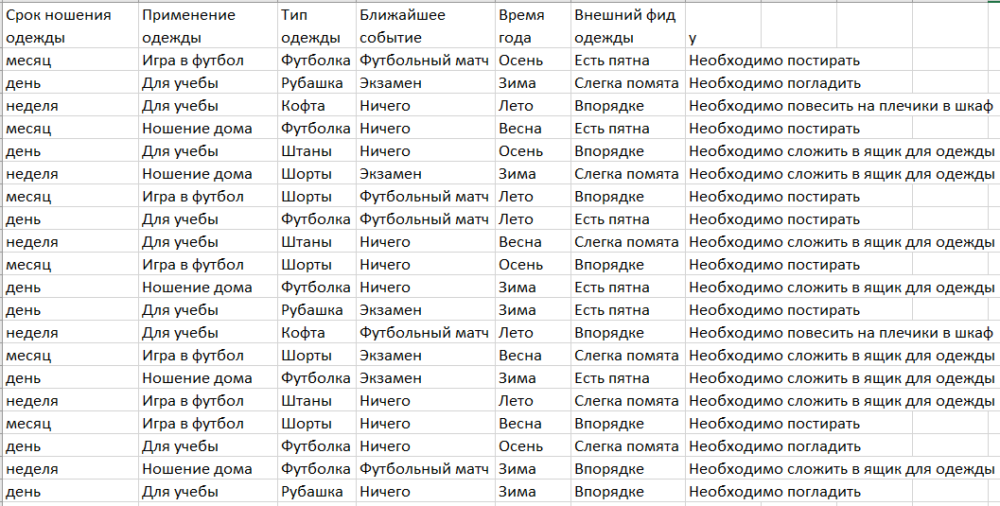 Срок ношения одежды Применение одежды Тип одежды Ближайшее событие Время года Внешний фид одежды y
месяц Игра в футбол Футболка Футбольный матч Осень Есть пятна Необходимо постирать
день Для учебы Рубашка Экзамен Зима Слегка помята Необходимо погладить
неделя Для учебы Кофта Ничего Лето Впорядке Необходимо повесить на плечики в шкаф
месяц Ношение дома Футболка Ничего Весна Есть пятна Необходимо постирать
день Для учебы Штаны Ничего Осень Впорядке Необходимо сложить в ящик для одежды
неделя Ношение дома Шорты Экзамен Зима Слегка помята Необходимо сложить в ящик для одежды
месяц Игра в футбол Шорты Футбольный матч Лето Впорядке Необходимо постирать
день Для учебы Футболка Футбольный матч Лето Есть пятна Необходимо постирать
неделя Для учебы Штаны Ничего Весна Слегка помята Необходимо сложить в ящик для одежды
месяц Игра в футбол Шорты Ничего Осень Впорядке Необходимо постирать
день Ношение дома Футболка Ничего Зима Есть пятна Необходимо сложить в ящик для одежды
день Для учебы Рубашка Экзамен Зима Есть пятна Необходимо постирать
неделя Для учебы Кофта Футбольный матч Лето Впорядке Необходимо повесить на плечики в шкаф
месяц Игра в футбол Шорты Экзамен Весна Слегка помята Необходимо сложить в ящик для одежды
день Ношение дома Футболка Экзамен Зима Есть пятна Необходимо сложить в ящик для одежды
неделя Игра в футбол Штаны Ничего Лето Слегка помята Необходимо сложить в ящик для одежды
месяц Игра в футбол Шорты Ничего Весна Впорядке Необходимо постирать
день Для учебы Футболка Ничего Осень Слегка помята Необходимо погладить
неделя Ношение дома Футболка Футбольный матч Зима Впорядке Необходимо сложить в ящик для одежды
день Для учебы Рубашка Ничего Зима Впорядке Необходимо погладить